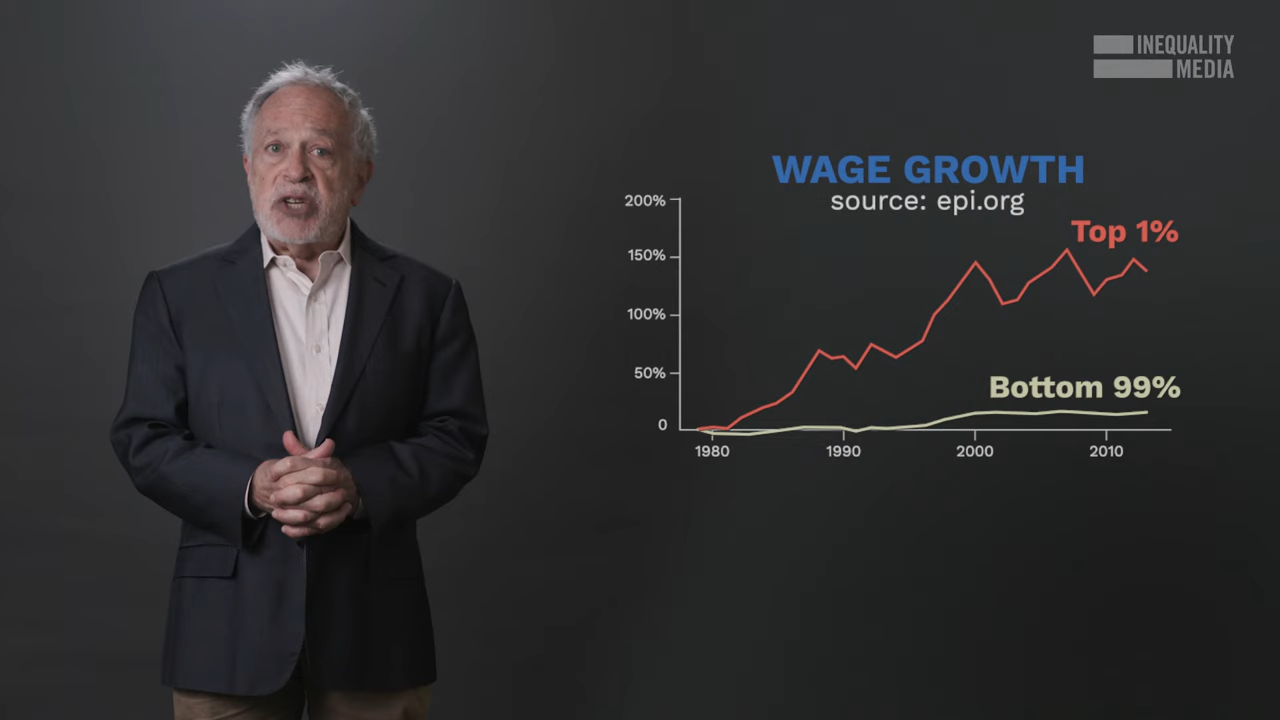 INEQUALITY
MEDIA
WAGE GROWTH
source: epi.org
200%
150%
100%
50%
0
Top 1%
Bottom 99%
1980 1990 2000 2010